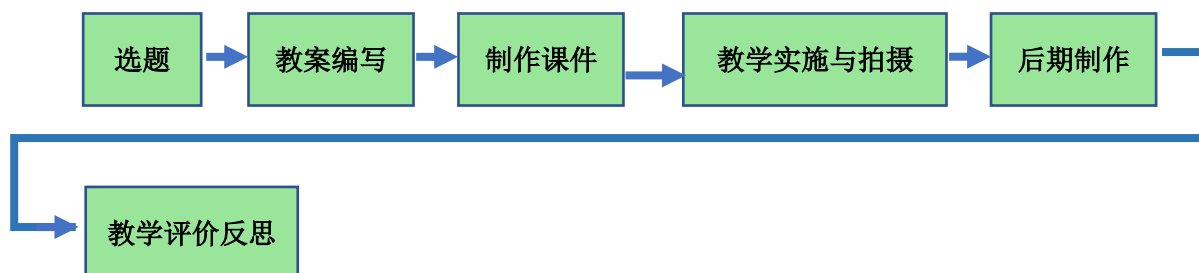 选题
教案编写
制作课件
教学实施与拍摄
后期制作
教学评价反思